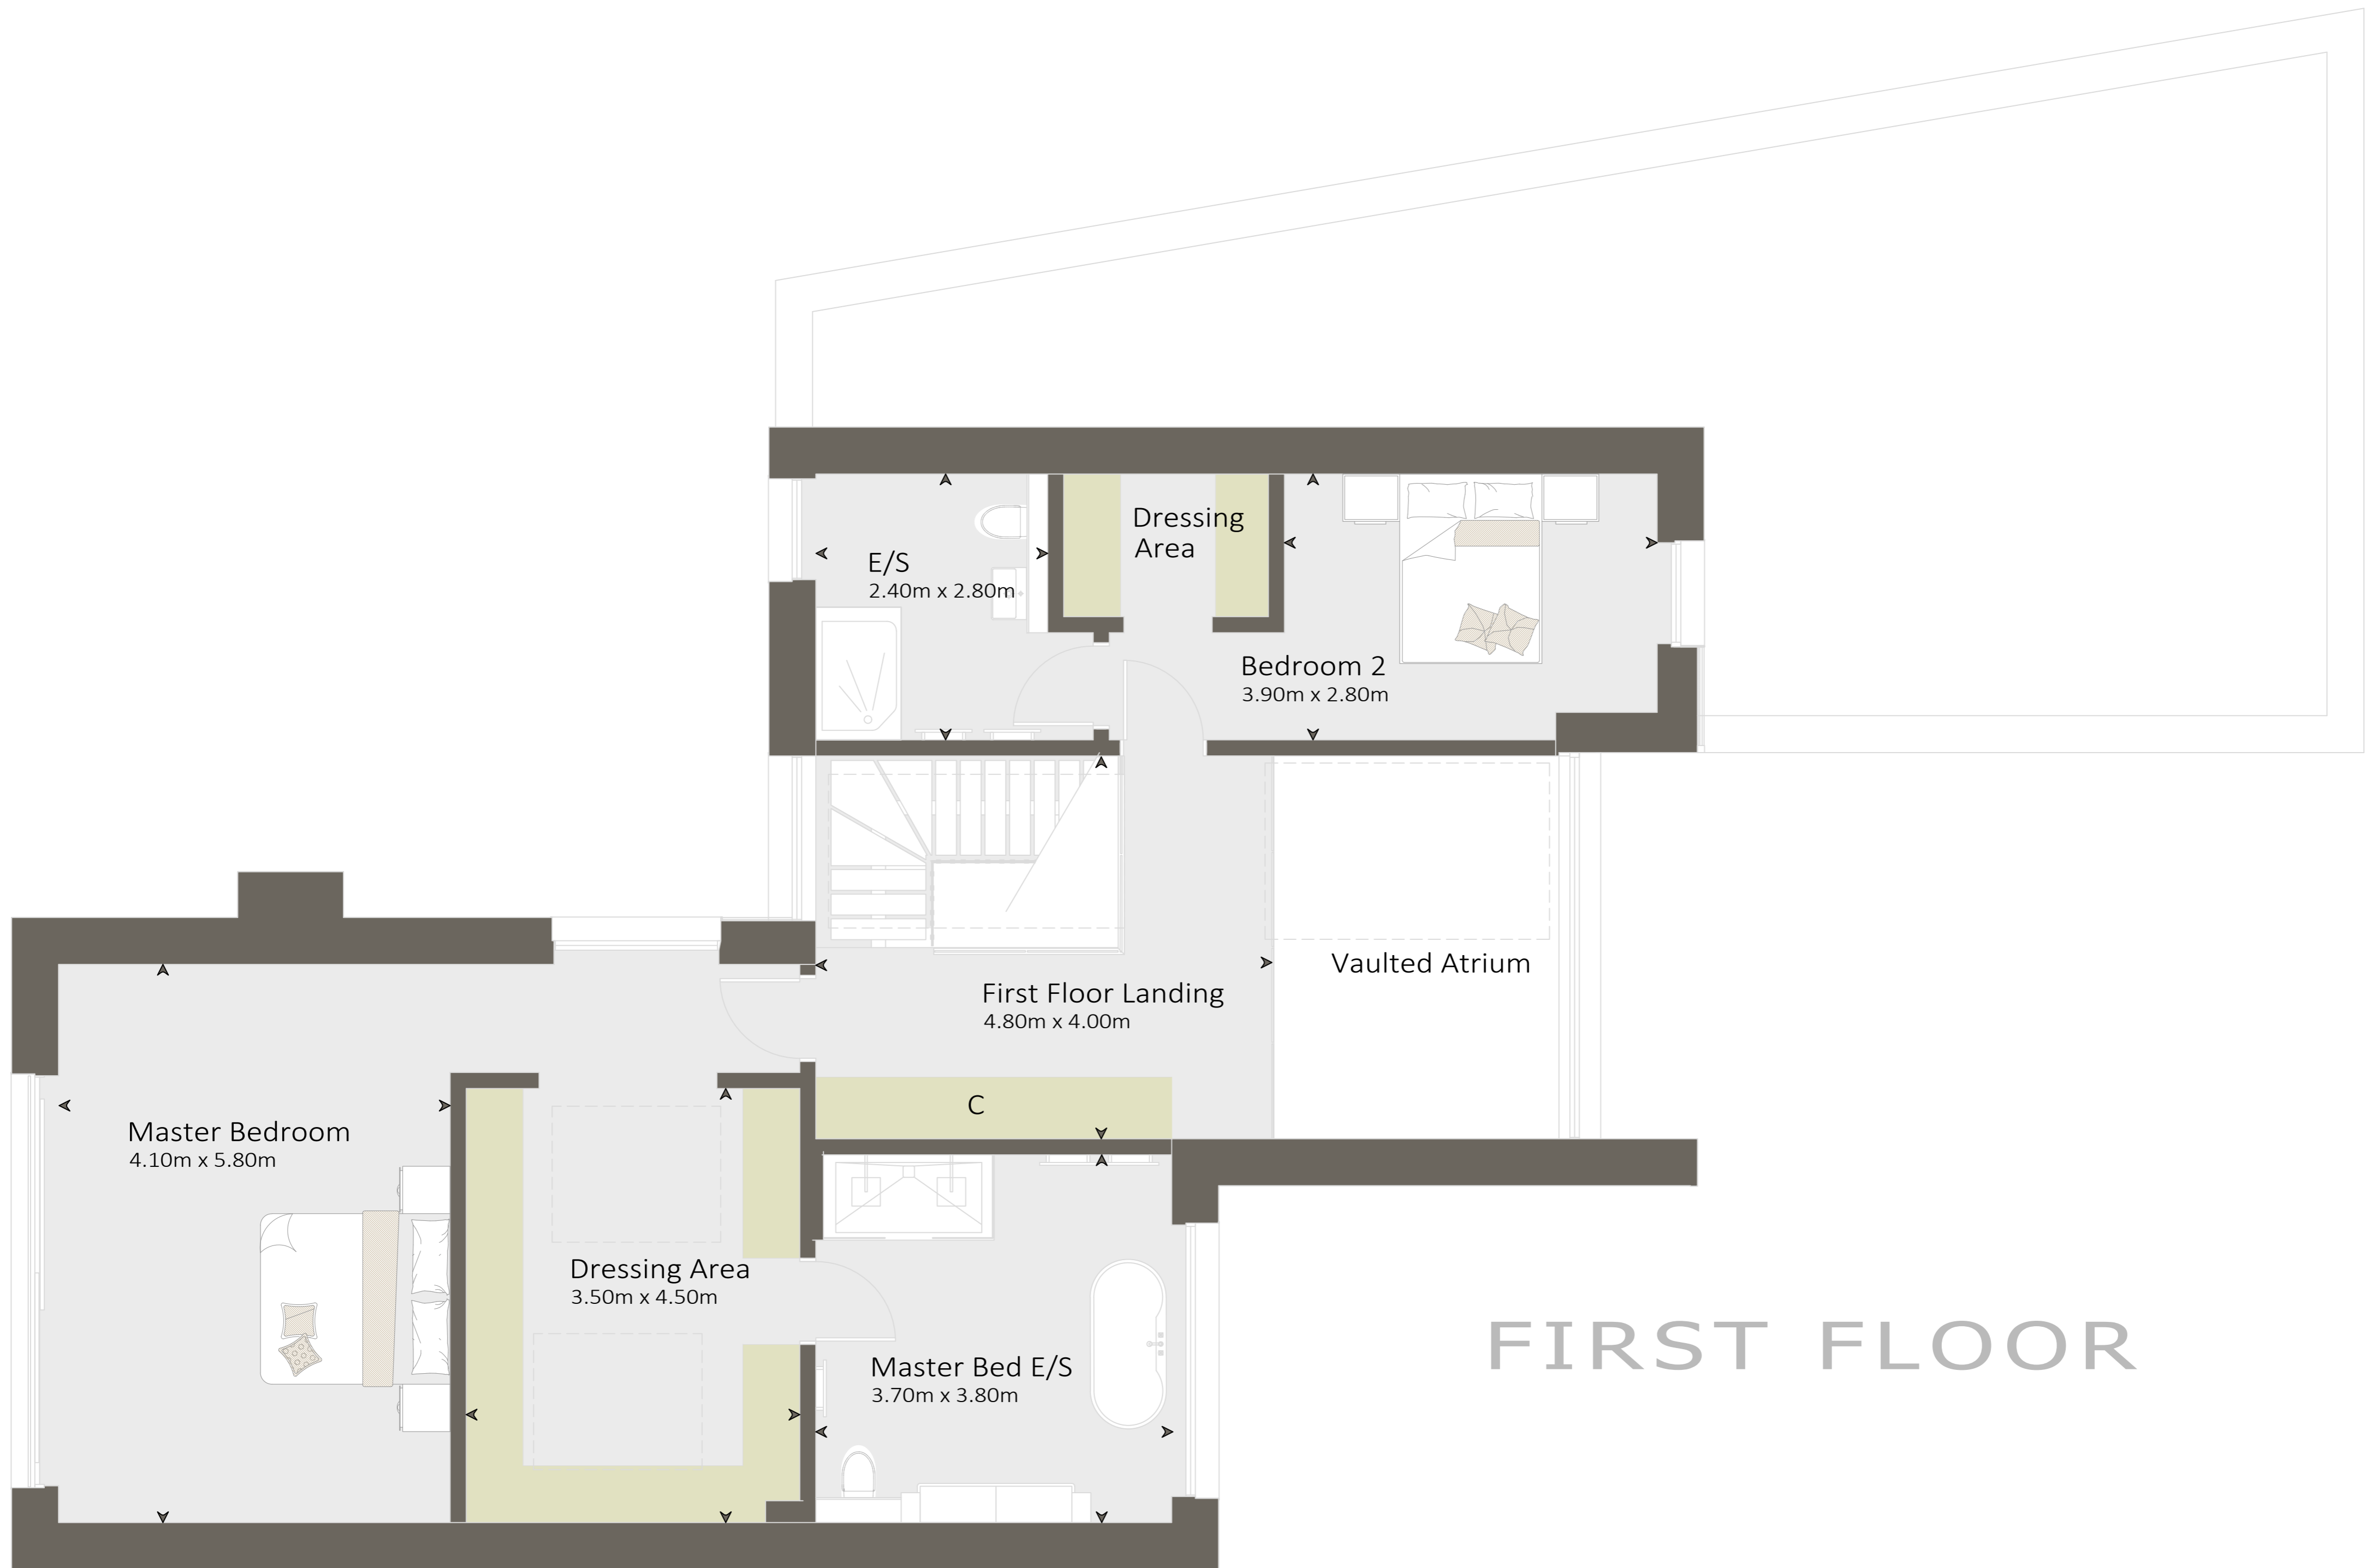 Dressing
Area
E/S
2.40m x 2.80m
Bedroom 2
3.90m x 2.80m
Vaulted Atrium
First Floor Landing
4.80m x 4.00m
C
Master Bedroom
4.10m x 5.80m
Dressing Area
3.50m x 4.50m
Master Bed E/S
3.70m x 3.80m
FIRST FLOOR